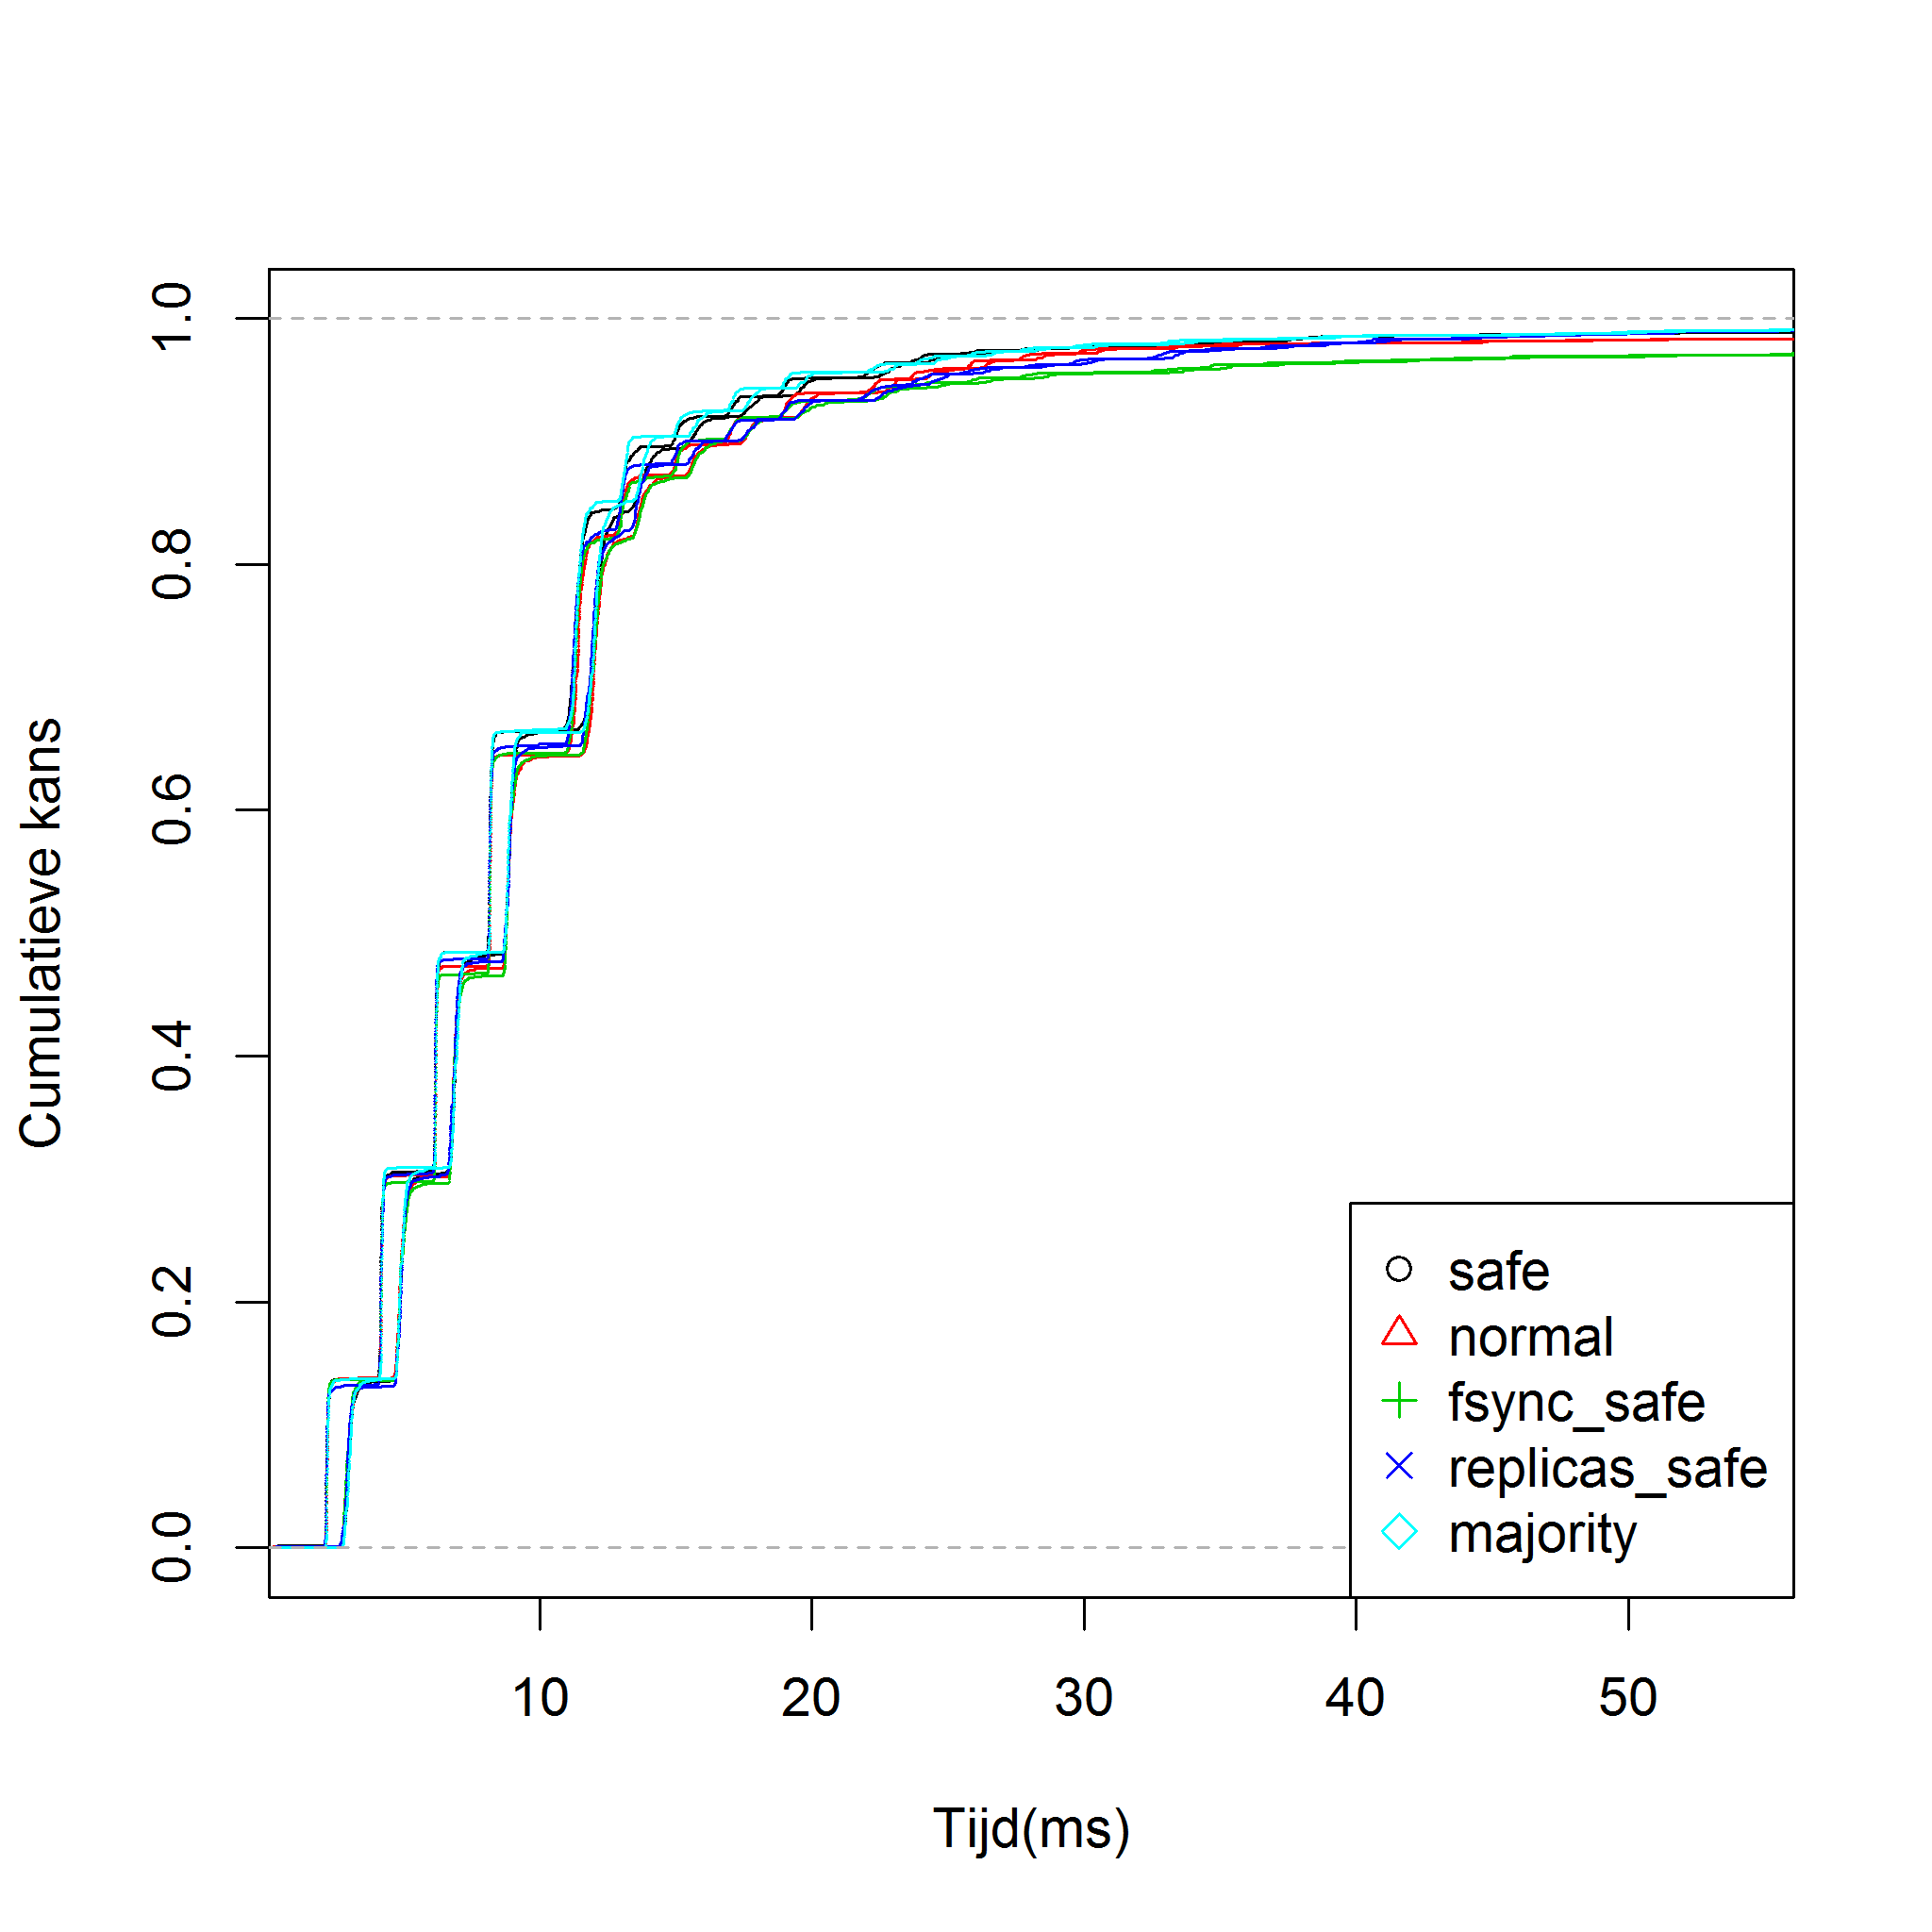 Cumulatieve kans
1.0
0.8
0.6
0.4
0.2
0.0
safe
normal
fsync_safe
replicas_safe
majority
10 20 30 40 50
Tijd(ms)